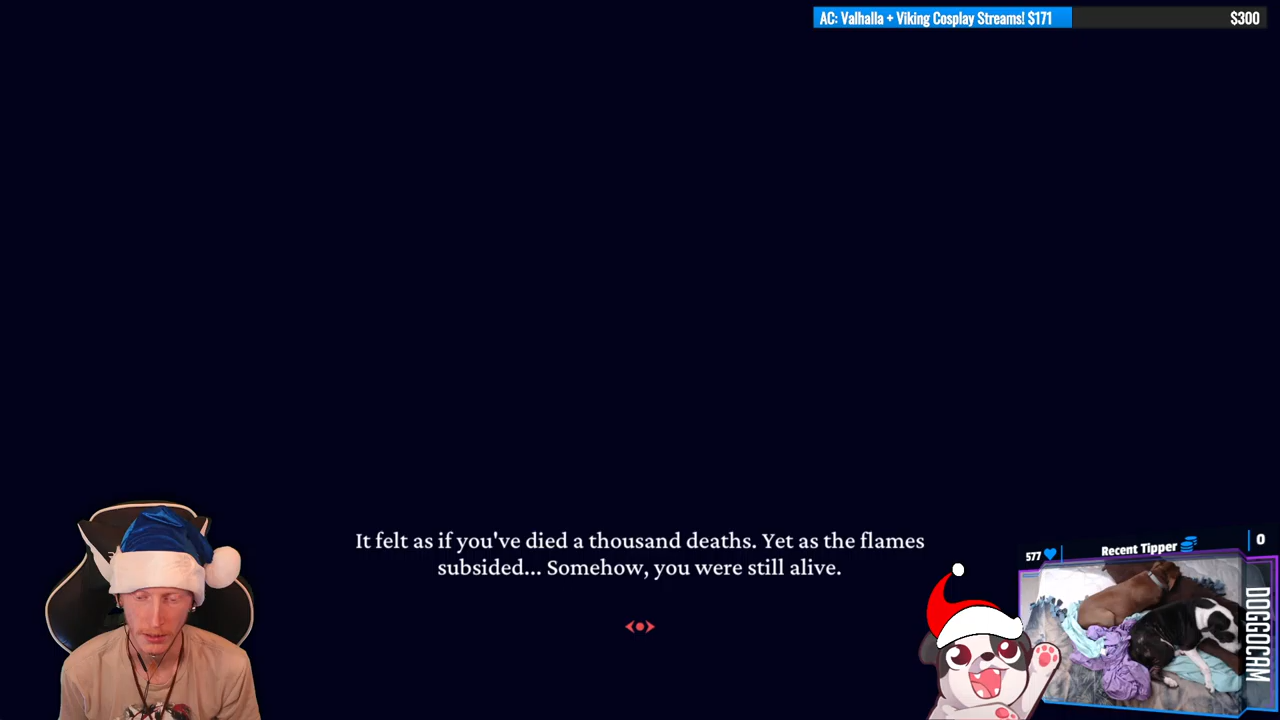 AC: Valhalla + Viking Cosplay Streams! $171
$300
It felt as if you've died a thousand deaths. Yet as the flames
subsided... Somehow, you were still alive.
577
Recent Tipper
0
DOGGOCAM